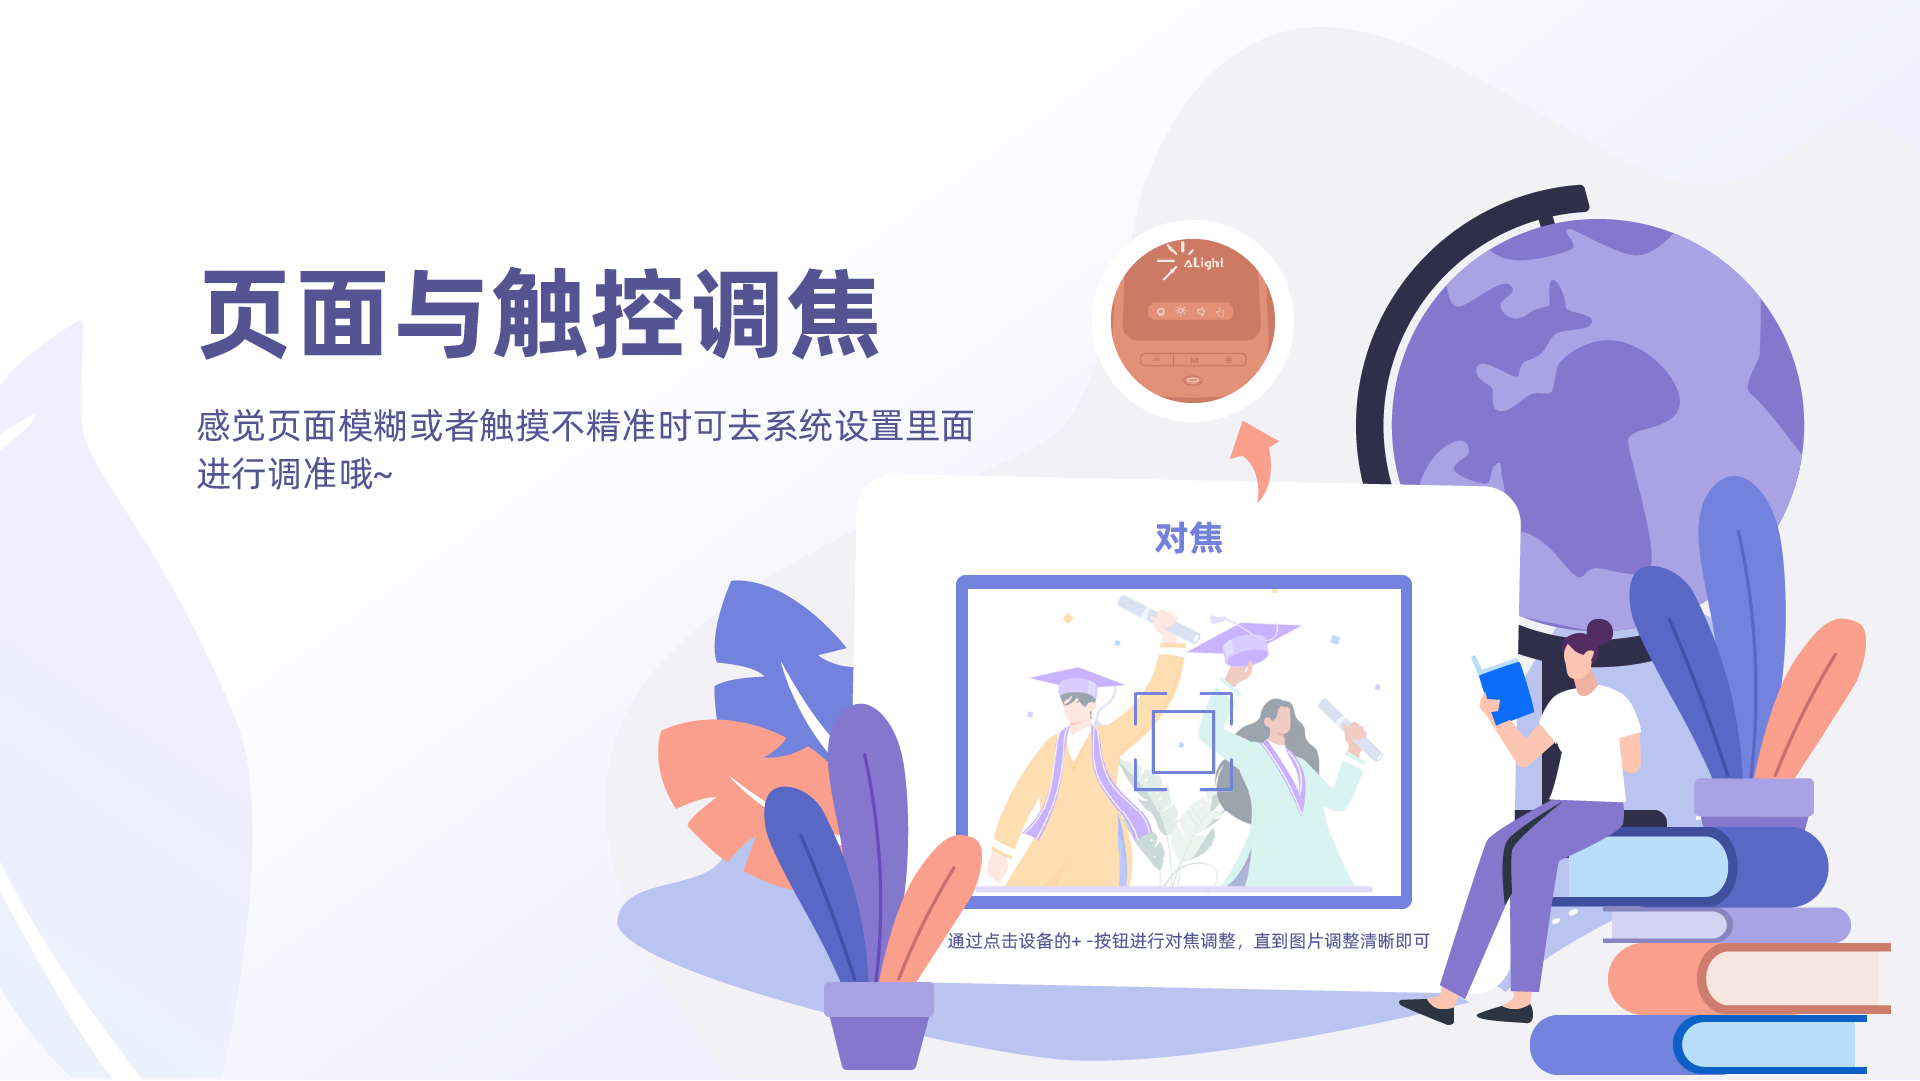 页面与触控调焦
感觉页面模糊或者触摸不精准时可去系统设置里面
进行调准哦~
aLight
M
对焦
通过点击设备的+ -按钮进行对焦调整，直到图片调整清晰即可